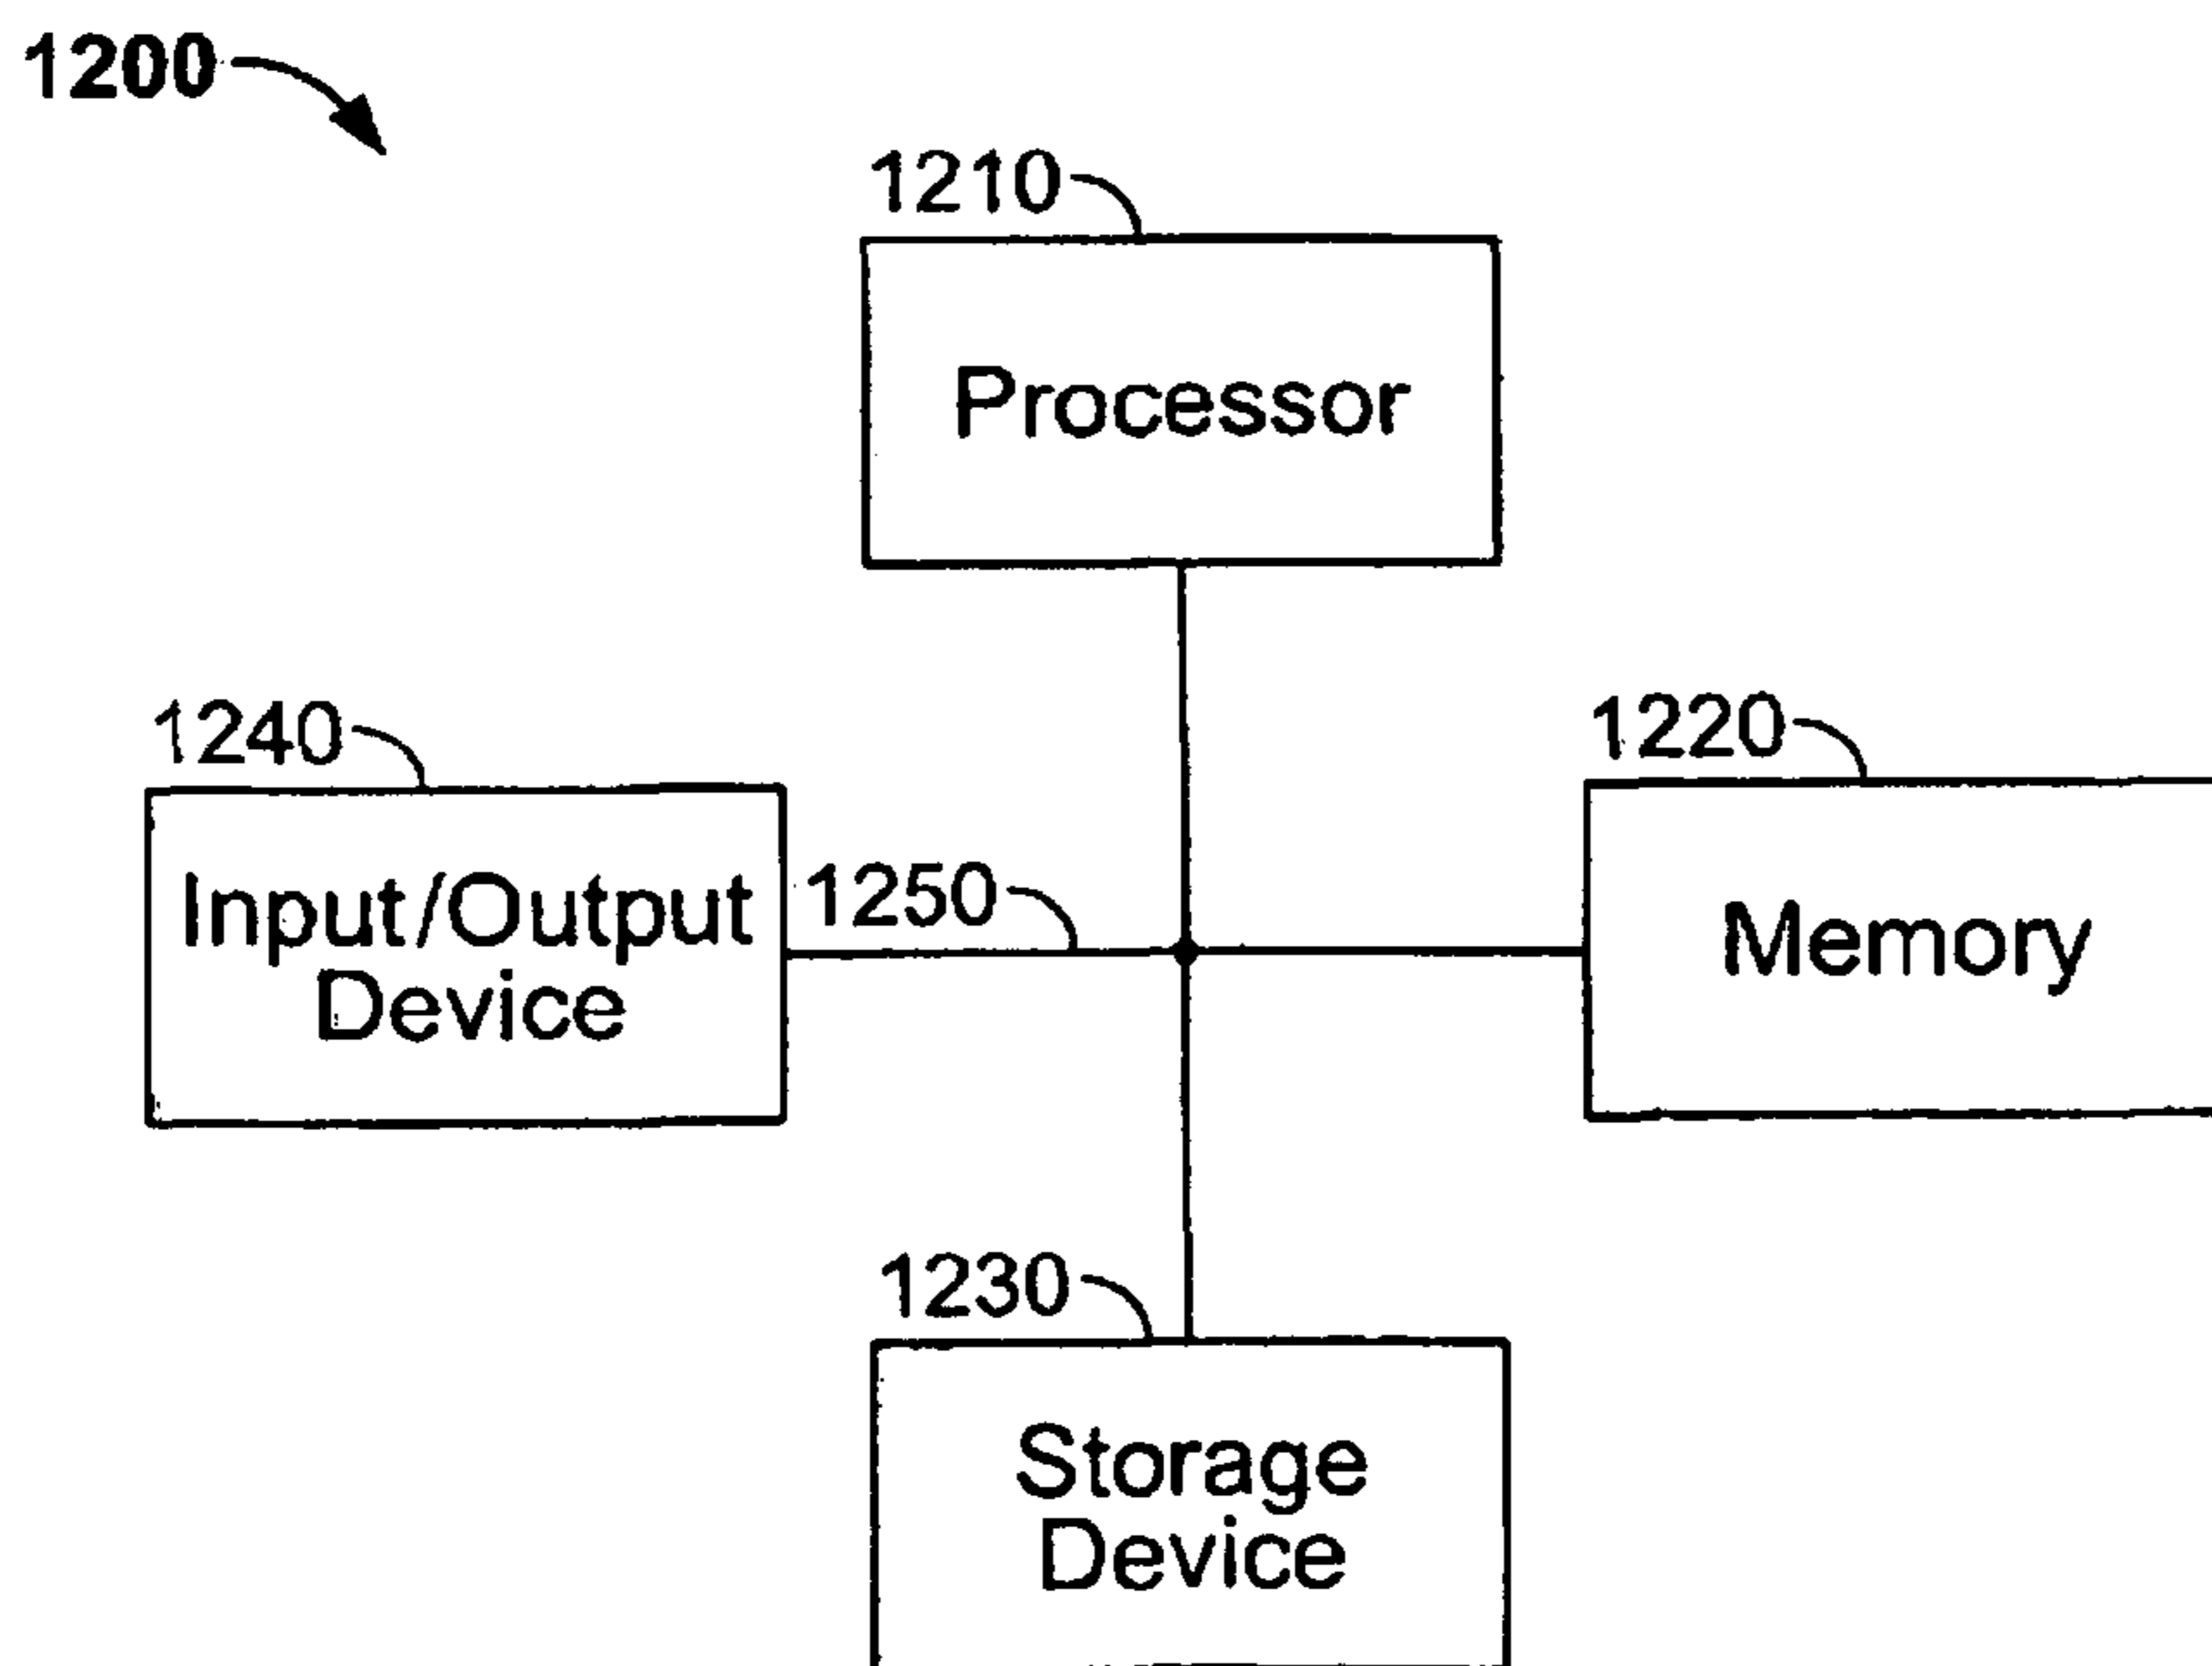 1200
1210
Processor
1240
1220
1250
Input/Output
Device
Memory
1230
Storage
Device